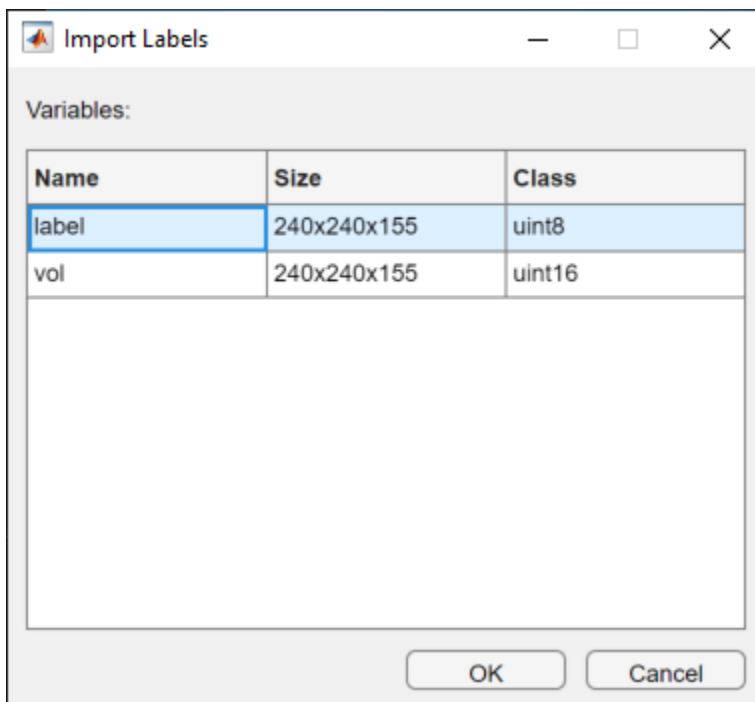 Import Labels
Variables:
Name Size Class
label 240x240x155 uint8
vol 240x240x155 uint16
OK Cancel